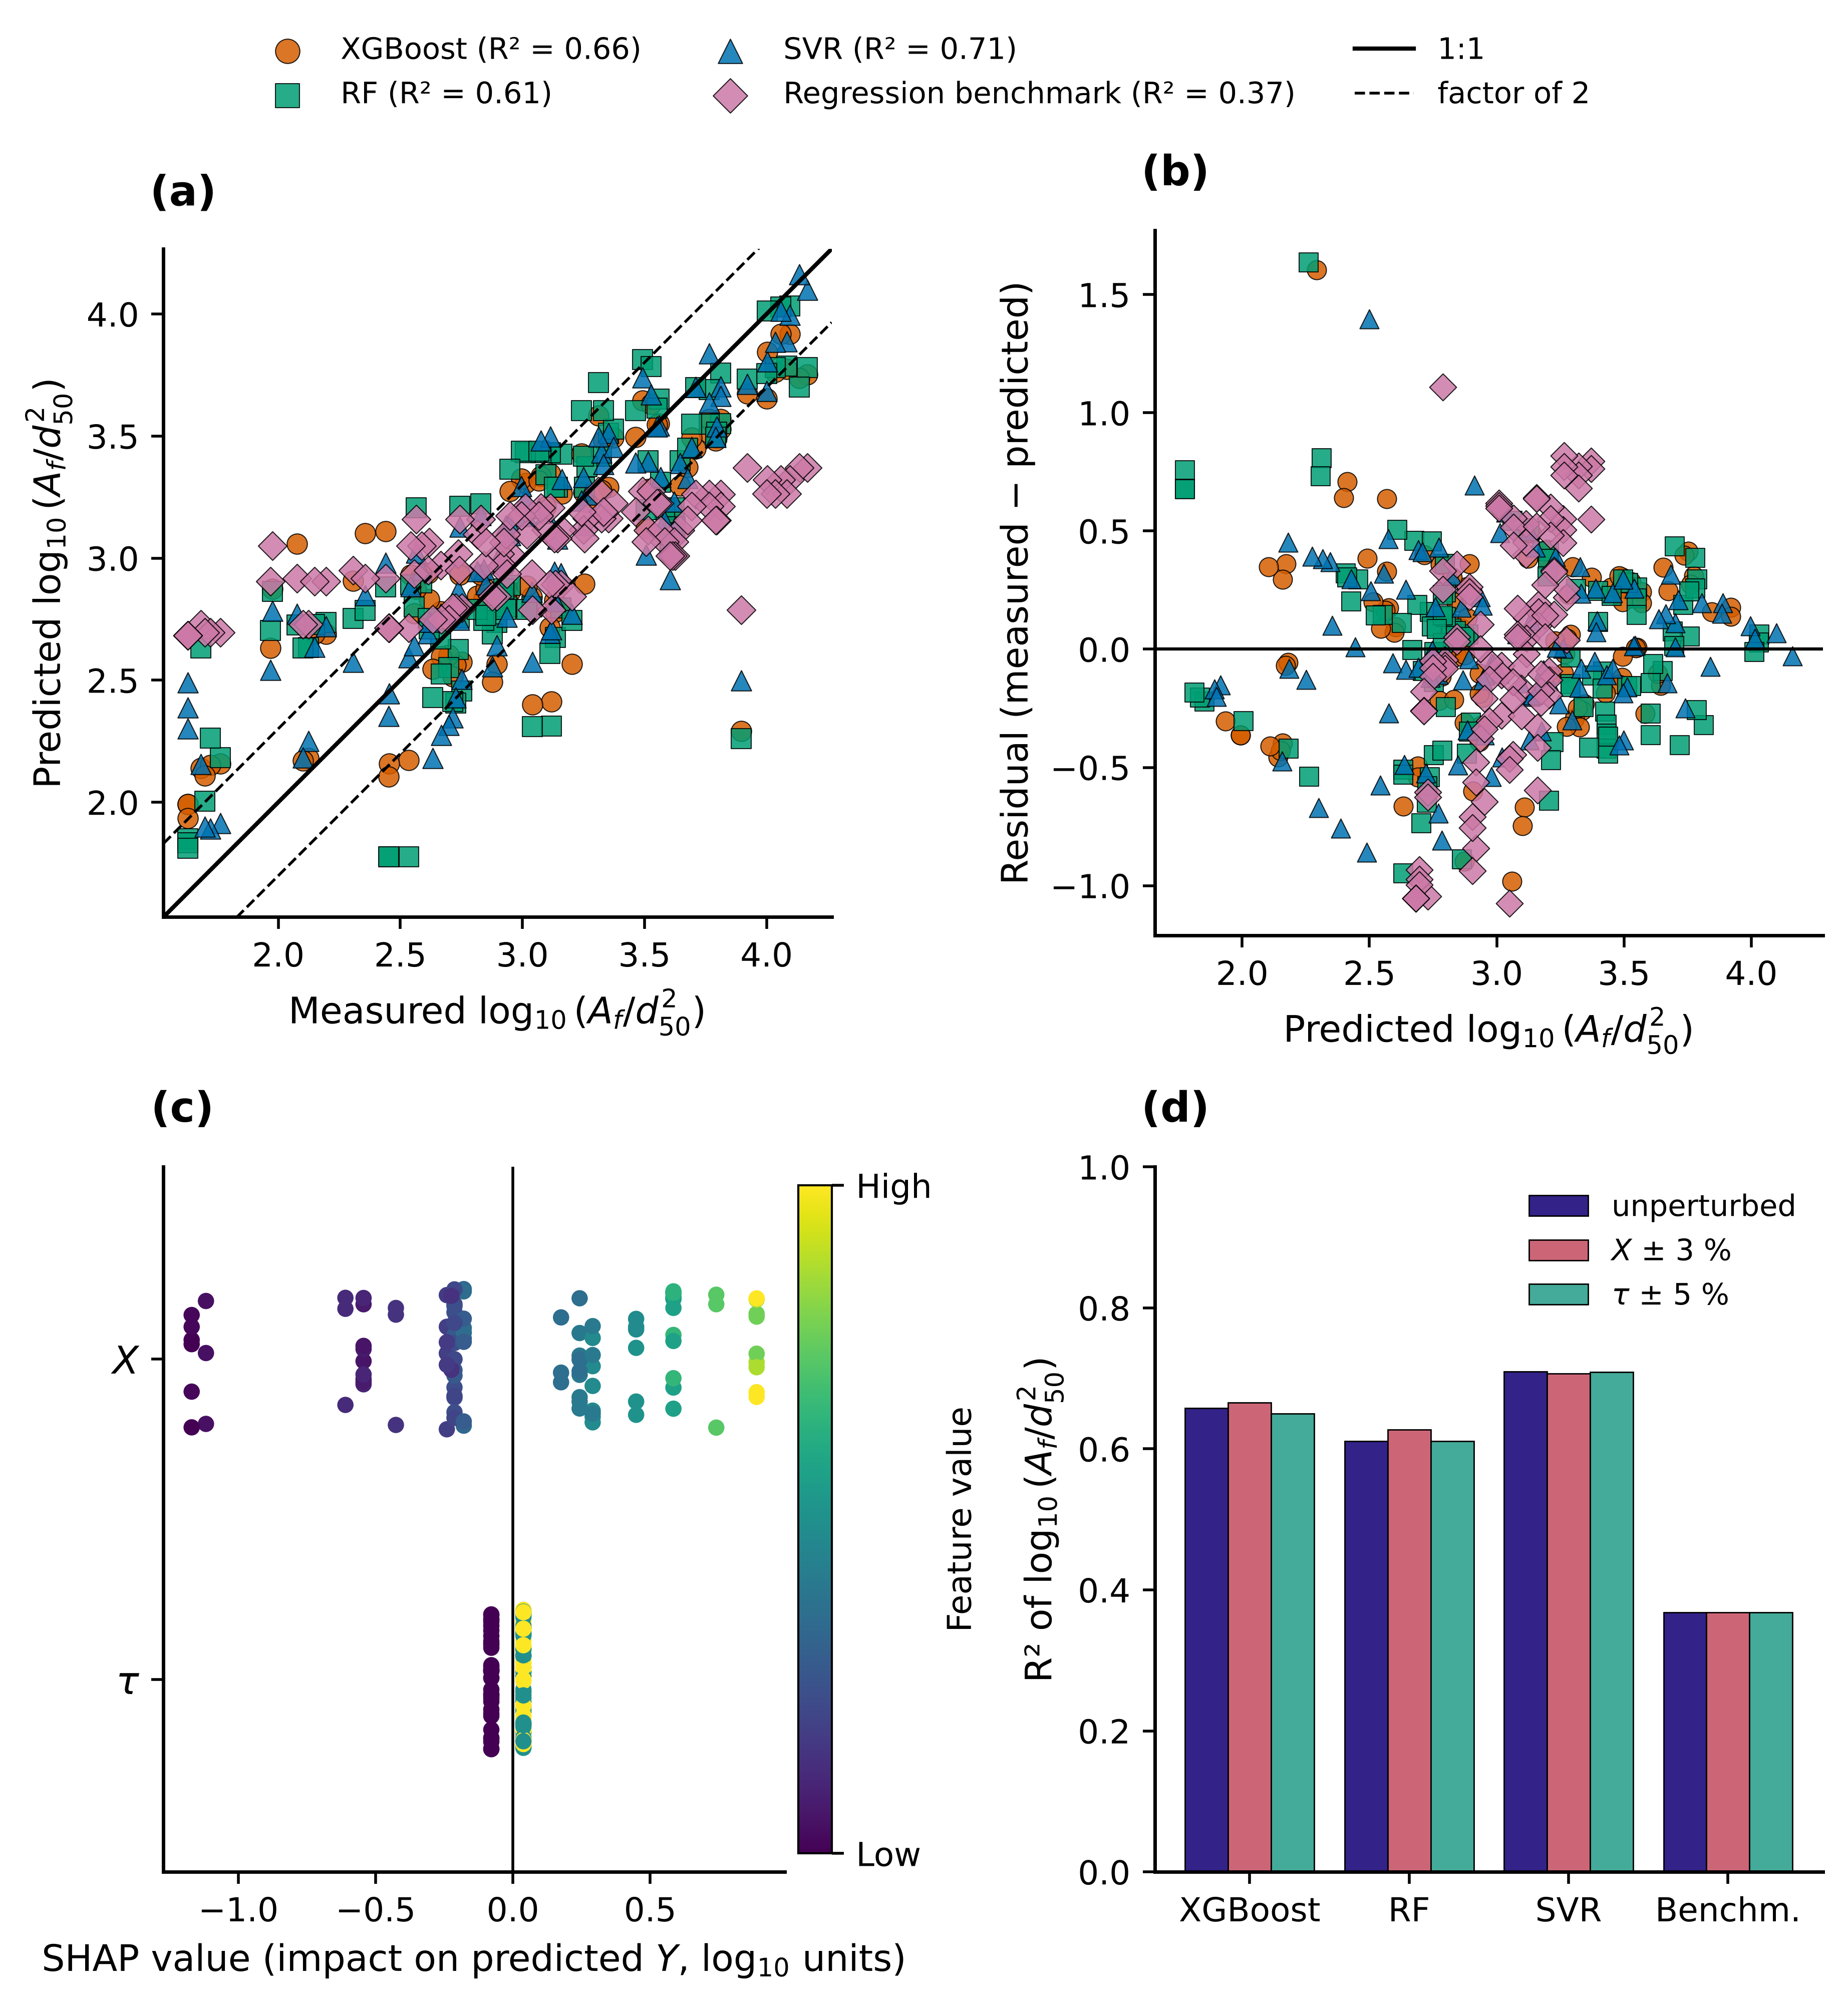 XGBoost (R² = 0.66)
RF (R² = 0.61)
SVR (R² = 0.71)
Regression benchmark (R² = 0.37)
1:1
factor of 2
(a)
Predicted log₁₀ (A_f/d₅₀²)
4.0
3.5
3.0
2.5
2.0
2.0 2.5 3.0 3.5 4.0
Measured log₁₀ (A_f/d₅₀²)
(b)
Residual (measured − predicted)
1.5
1.0
0.5
0.0
−0.5
−1.0
2.0 2.5 3.0 3.5 4.0
Predicted log₁₀ (A_f/d₅₀²)
(c)
X
τ
−1.0 −0.5 0.0 0.5
SHAP value (impact on predicted Y, log₁₀ units)
High
Low
Feature value
(d)
R² of log₁₀ (A_f/d₅₀²)
1.0
0.8
0.6
0.4
0.2
0.0
unperturbed
X ± 3 %
τ ± 5 %
XGBoost RF SVR Benchm.